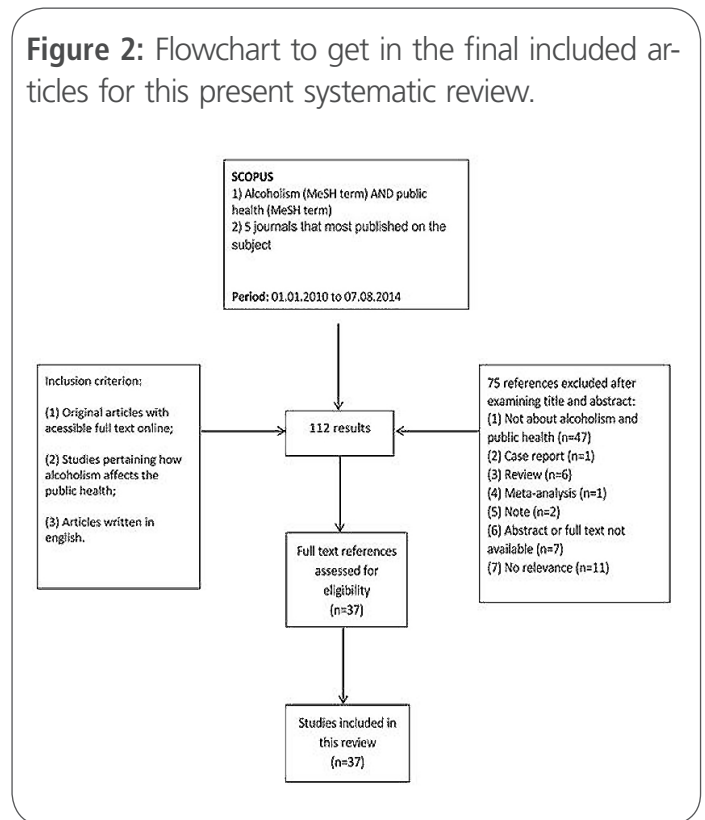 Figure 2: Flowchart to get in the final included ar-
ticles for this present systematic review.
SCOPUS
1) Alcoholism (MeSH term) AND public
health (MeSH term)
2) 5 journals that most published on the
subject
Period: 01.01.2010 to 07.08.2014
Inclusion criterion:
(1) Original articles with
acessible full text online;
(2) Studies pertaining how
alcoholism affects the
public health;
(3) Articles written in
english.
112 results
75 references excluded after
examining title and abstract:
(1) Not about alcoholism and
public health (n=47)
(2) Case report (n=1)
(3) Review (n=6)
(4) Meta-analysis (n=1)
(5) Note (n=2)
(6) Abstract or full text not
available (n=7)
(7) No relevance (n=11)
Full text references
assessed for
eligibility
(n=37)
Studies included in
this review
(n=37)